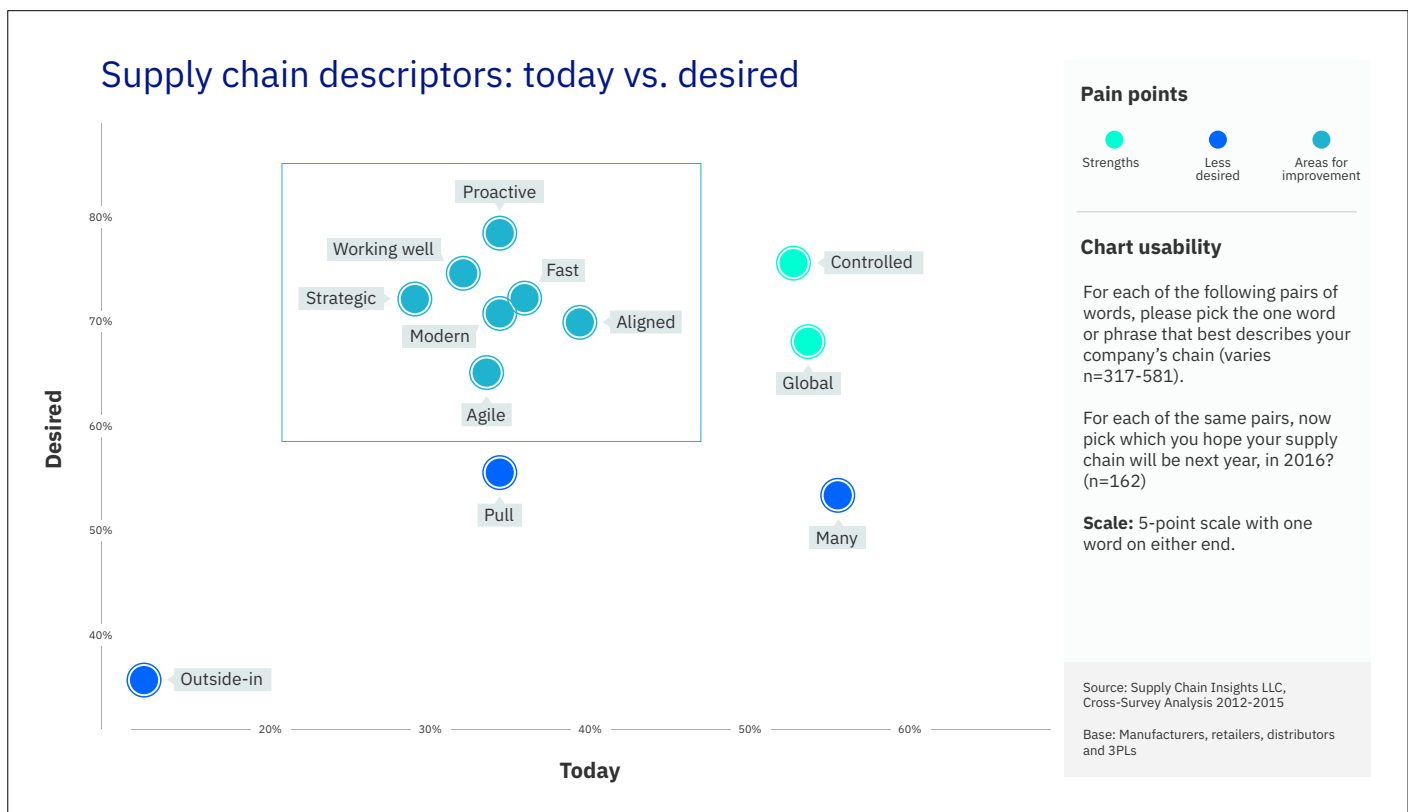 Supply chain descriptors: today vs. desired
Desired
80%
70%
60%
50%
40%
Proactive
Working well
Fast
Strategic
Modern
Aligned
Agile
Pull
Controlled
Global
Many
Outside-in
20%
30%
40%
50%
60%
Today
Pain points
Strengths
Less
desired
Areas for
improvement
Chart usability
For each of the following pairs of
words, please pick the one word
or phrase that best describes your
company’s chain (varies
n=317-581).
For each of the same pairs, now
pick which you hope your supply
chain will be next year, in 2016?
(n=162)
Scale: 5-point scale with one
word on either end.
Source: Supply Chain Insights LLC,
Cross-Survey Analysis 2012-2015
Base: Manufacturers, retailers, distributors
and 3PLs